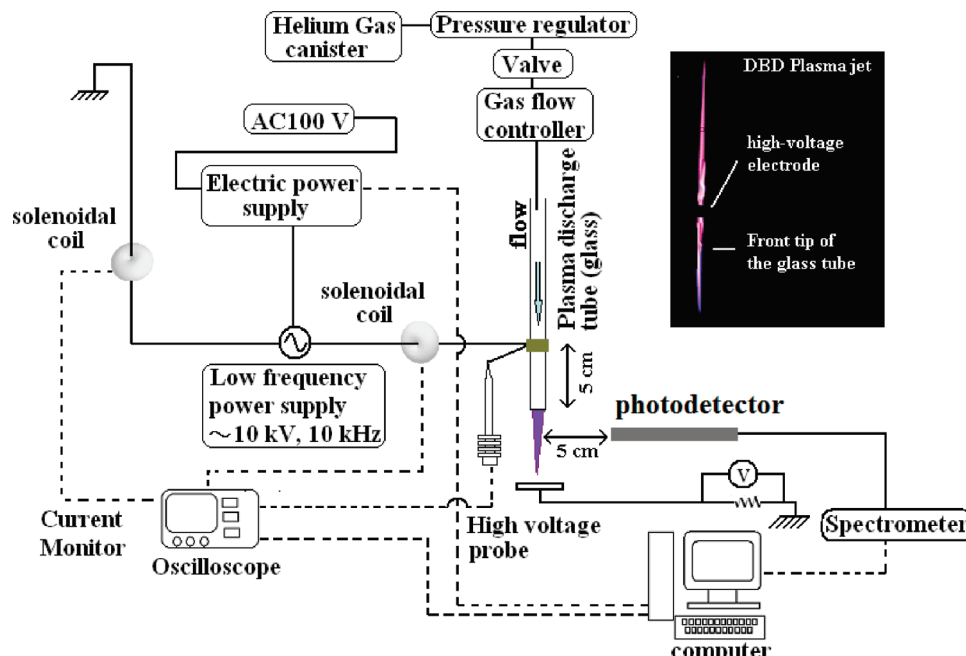 Helium Gas
canister
Pressure regulator
Valve
Gas flow
controller
AC100 V
Electric power
supply
solenoidal
coil
solenoidal
coil
flow
Plasma discharge
tube (glass)
5 cm
Low frequency
power supply
～10 kV, 10 kHz
photodetector
5 cm
V
Current
Monitor
Oscilloscope
High voltage
probe
Spectrometer
computer
DBD Plasma jet
high-voltage
electrode
Front tip of
the glass tube